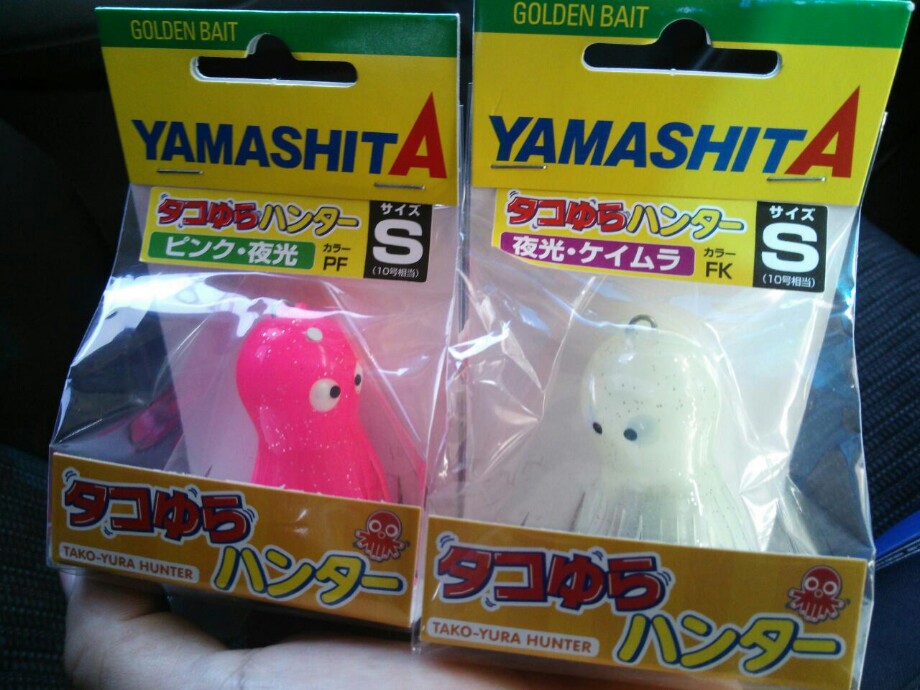 GOLDEN BAIT
YAMASHITA
タコゆらハンター
ピンク・夜光
カラー
PF
サイズ
S
(10号相当)
タコゆら
ハンター
TAKO-YURA HUNTER
GOLDEN BAIT
YAMASHITA
タコゆらハンター
夜光・ケイムラ
カラー
FK
サイズ
S
(10号相当)
タコゆら
ハンター
TAKO-YURA HUNTER